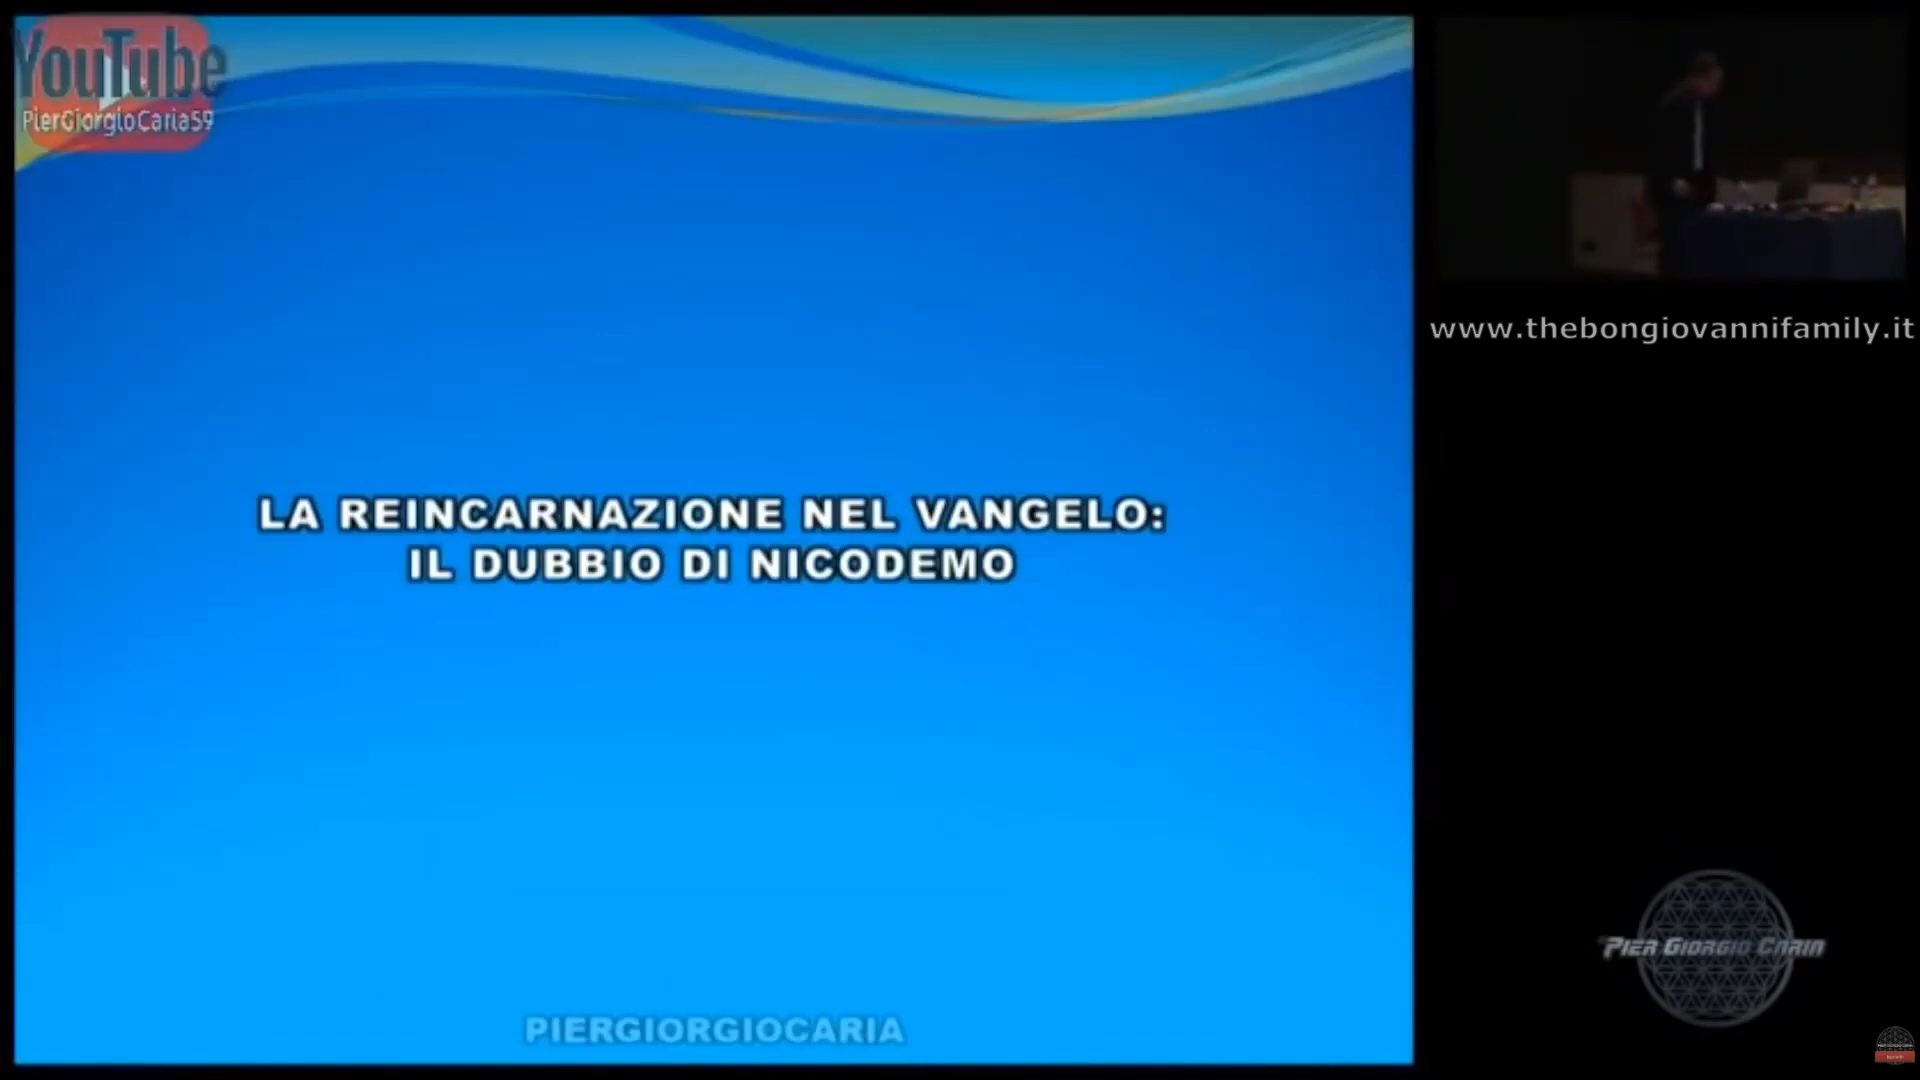 YouTube
PierGiorgioCaria59
LA REINCARNAZIONE NEL VANGELO:
IL DUBBIO DI NICODEMO
PIERGIORGIOCARIA
www.thebongiovannifamily.it
PIER GIORGIO CARIA